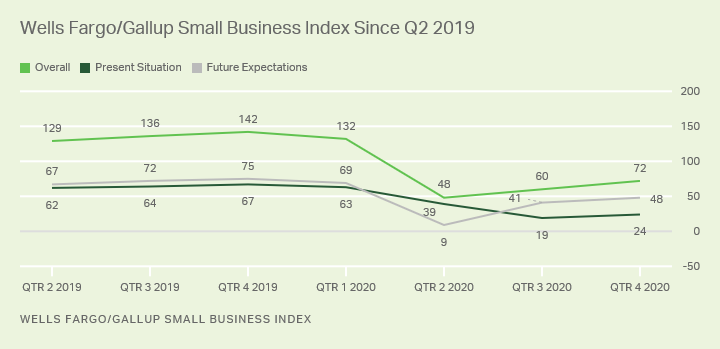 Wells Fargo/Gallup Small Business Index Since Q2 2019
Overall Present Situation Future Expectations
200
129 136 142 132 150
67 72 75 69 48 60 72 100
62 64 67 63 39 41 48 50
9 19 24 0
-50
QTR 2 2019 QTR 3 2019 QTR 4 2019 QTR 1 2020 QTR 2 2020 QTR 3 2020 QTR 4 2020
WELLS FARGO/GALLUP SMALL BUSINESS INDEX